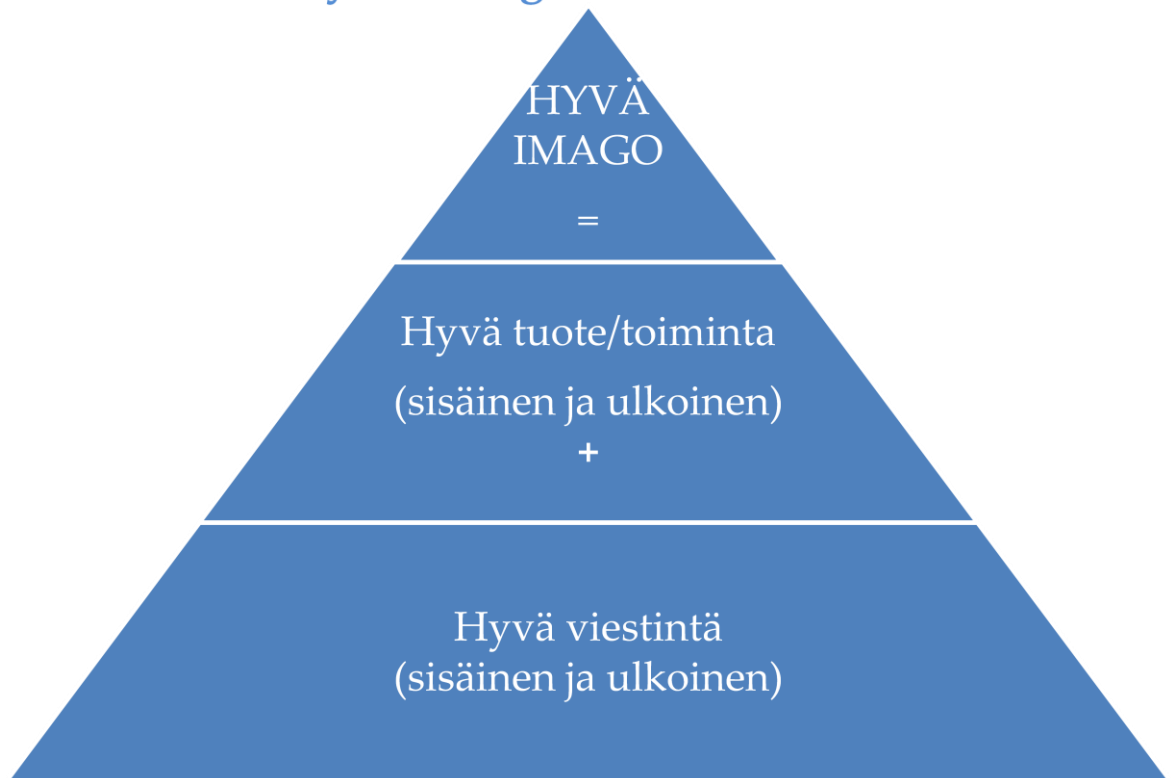 HYVÄ
IMAGO
=
Hyvä tuote/toiminta
(sisäinen ja ulkoinen)
+
Hyvä viestintä
(sisäinen ja ulkoinen)